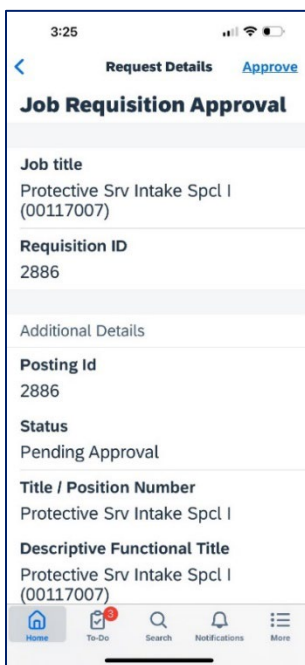 3:25
Request Details Approve
Job Requisition Approval
Job title
Protective Srv Intake Spcl I
(00117007)
Requisition ID
2886
Additional Details
Posting Id
2886
Status
Pending Approval
Title / Position Number
Protective Srv Intake Spcl I
Descriptive Functional Title
Protective Srv Intake Spcl I
(00117007)
3
Home To-Do Search Notifications More